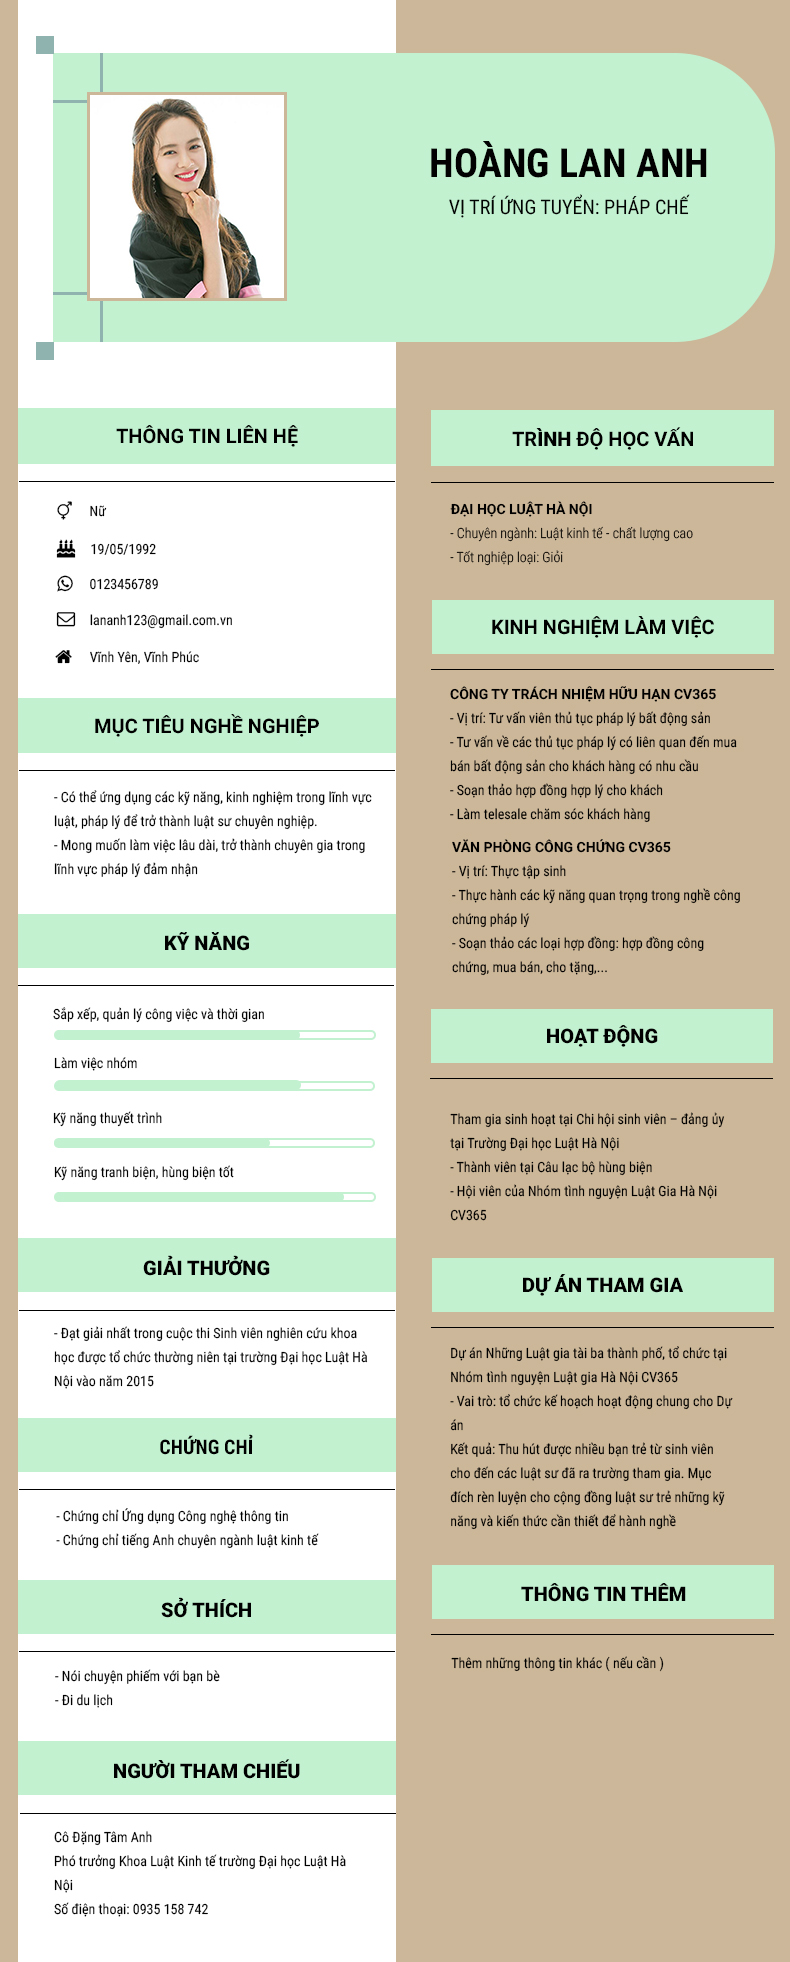 HOÀNG LAN ANH
VỊ TRÍ ỨNG TUYỂN: PHÁP CHẾ
THÔNG TIN LIÊN HỆ
Nữ
19/05/1992
0123456789
lananh123@gmail.com.vn
Vĩnh Yên, Vĩnh Phúc
MỤC TIÊU NGHỀ NGHIỆP
- Có thể ứng dụng các kỹ năng, kinh nghiệm trong lĩnh vực
luật, pháp lý để trở thành luật sư chuyên nghiệp.
- Mong muốn làm việc lâu dài, trở thành chuyên gia trong
lĩnh vực pháp lý đảm nhận
KỸ NĂNG
Sắp xếp, quản lý công việc và thời gian
Làm việc nhóm
Kỹ năng thuyết trình
Kỹ năng tranh biện, hùng biện tốt
GIẢI THƯỞNG
- Đạt giải nhất trong cuộc thi Sinh viên nghiên cứu khoa
học được tổ chức thường niên tại trường Đại học Luật Hà
Nội vào năm 2015
CHỨNG CHỈ
- Chứng chỉ Ứng dụng Công nghệ thông tin
- Chứng chỉ tiếng Anh chuyên ngành luật kinh tế
SỞ THÍCH
- Nói chuyện phiếm với bạn bè
- Đi du lịch
NGƯỜI THAM CHIẾU
Cô Đặng Tâm Anh
Phó trưởng Khoa Luật Kinh tế trường Đại học Luật Hà
Nội
Số điện thoại: 0935 158 742
TRÌNH ĐỘ HỌC VẤN
ĐẠI HỌC LUẬT HÀ NỘI
- Chuyên ngành: Luật kinh tế - chất lượng cao
- Tốt nghiệp loại: Giỏi
KINH NGHIỆM LÀM VIỆC
CÔNG TY TRÁCH NHIỆM HỮU HẠN CV365
- Vị trí: Tư vấn viên thủ tục pháp lý bất động sản
- Tư vấn về các thủ tục pháp lý có liên quan đến mua
bán bất động sản cho khách hàng có nhu cầu
- Soạn thảo hợp đồng hợp lý cho khách
- Làm telesale chăm sóc khách hàng
VĂN PHÒNG CÔNG CHỨNG CV365
- Vị trí: Thực tập sinh
- Thực hành các kỹ năng quan trọng trong nghề công
chứng pháp lý
- Soạn thảo các loại hợp đồng: hợp đồng công
chứng, mua bán, cho tặng,...
HOẠT ĐỘNG
Tham gia sinh hoạt tại Chi hội sinh viên – đảng ủy
tại Trường Đại học Luật Hà Nội
- Thành viên tại Câu lạc bộ hùng biện
- Hội viên của Nhóm tình nguyện Luật Gia Hà Nội
CV365
DỰ ÁN THAM GIA
Dự án Những Luật gia tài ba thành phố, tổ chức tại
Nhóm tình nguyện Luật gia Hà Nội CV365
- Vai trò: tổ chức kế hoạch hoạt động chung cho Dự
án
Kết quả: Thu hút được nhiều bạn trẻ từ sinh viên
cho đến các luật sư đã ra trường tham gia. Mục
đích rèn luyện cho cộng đồng luật sư trẻ những kỹ
năng và kiến thức cần thiết để hành nghề
THÔNG TIN THÊM
Thêm những thông tin khác ( nếu cần )